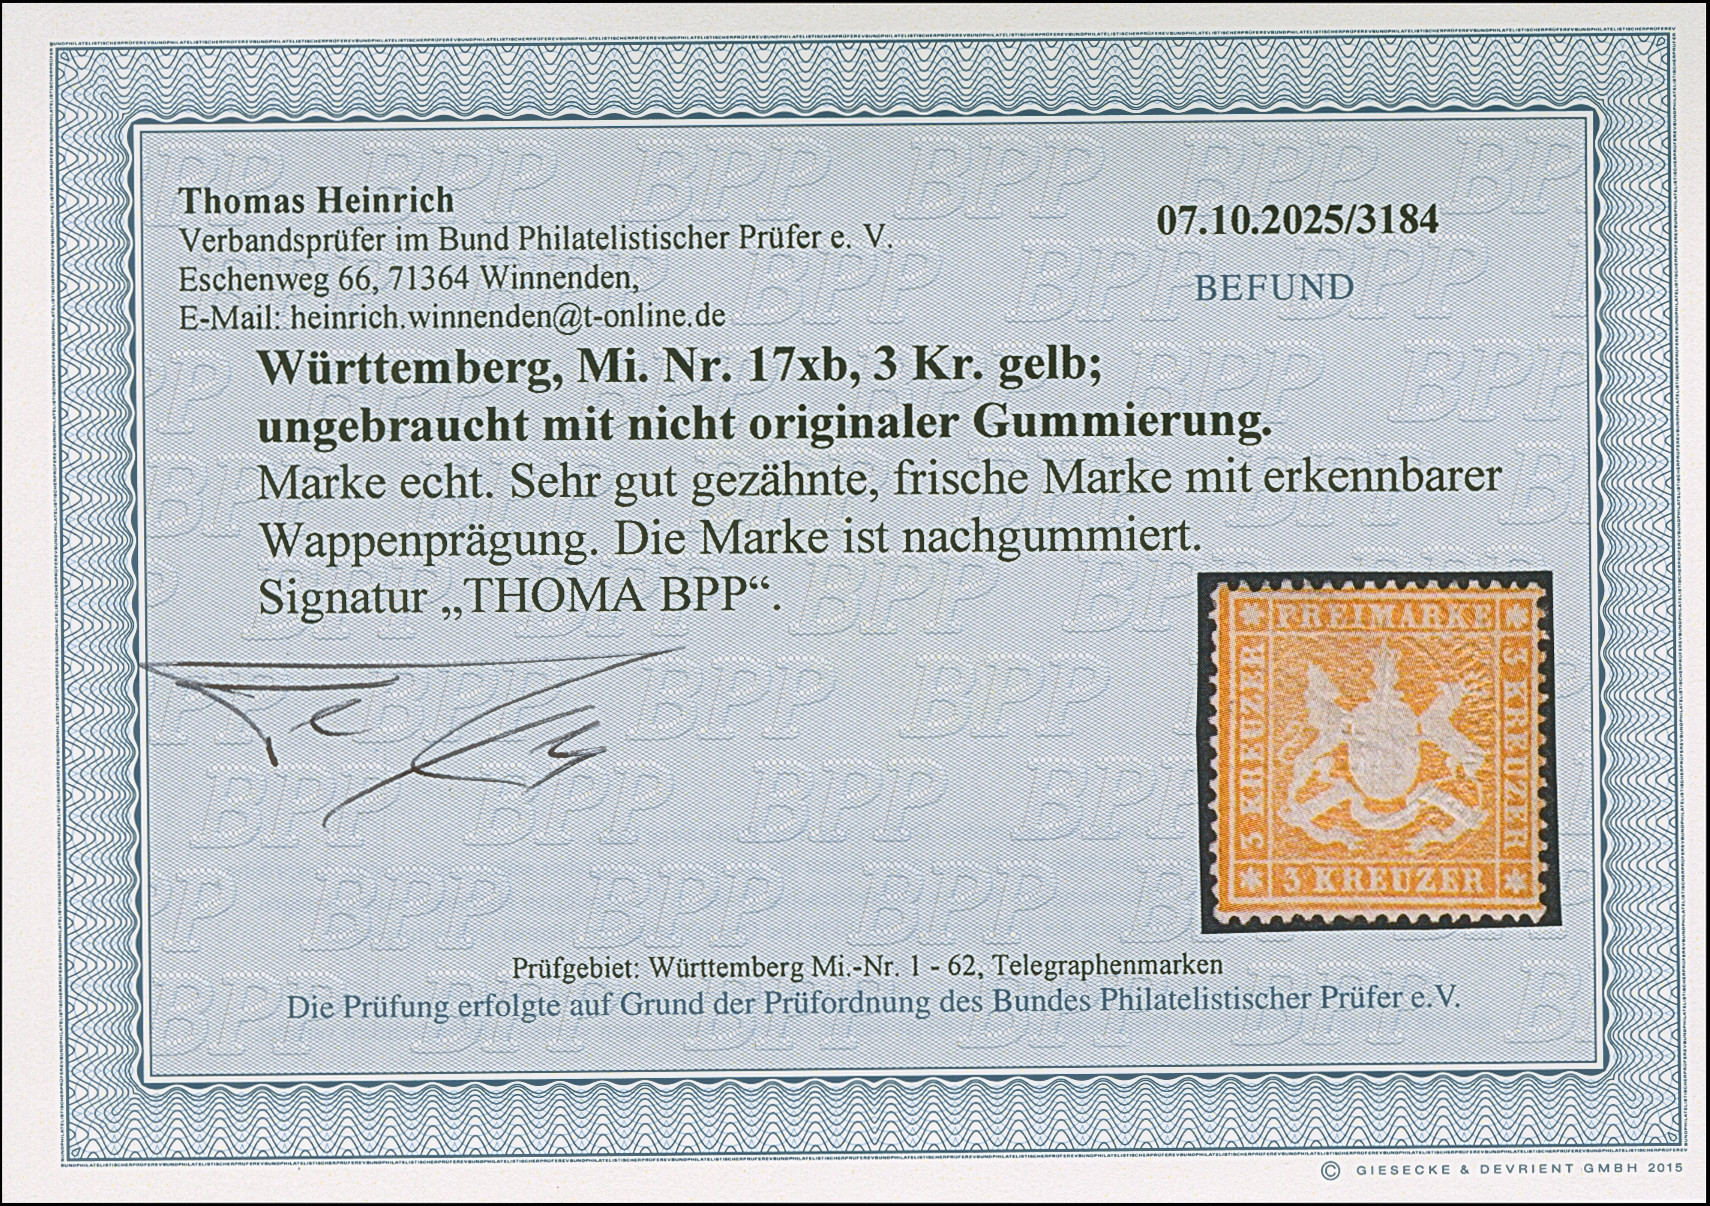 Thomas Heinrich
Verbandsprüfer im Bund Philatelistischer Prüfer e. V.
Eschenweg 66, 71364 Winnenden,
E-Mail: heinrich.winnenden@t-online.de
07.10.2025/3184
BEFUND
Württemberg, Mi. Nr. 17xb, 3 Kr. gelb;
ungebraucht mit nicht originaler Gummierung.
Marke echt. Sehr gut gezähnte, frische Marke mit erkennbarer
Wappenprägung. Die Marke ist nachgummiert.
Signatur „THOMA BPP“.
FREIMARKE
3 KREUZER
3 KREUZER
3 KREUZER
Prüfgebiet: Württemberg Mi.-Nr. 1 - 62, Telegraphenmarken
Die Prüfung erfolgte auf Grund der Prüfordnung des Bundes Philatelistischer Prüfer e.V.
© GIESECKE & DEVRIENT GMBH 2015